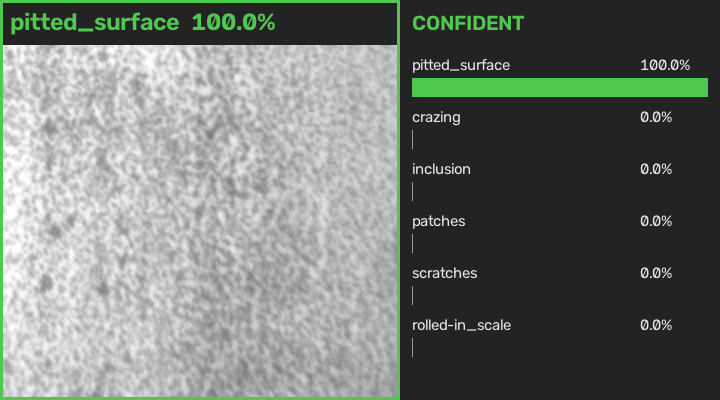 pitted_surface 100.0%
CONFIDENT
pitted_surface 100.0%
crazing 0.0%
inclusion 0.0%
patches 0.0%
scratches 0.0%
rolled-in_scale 0.0%